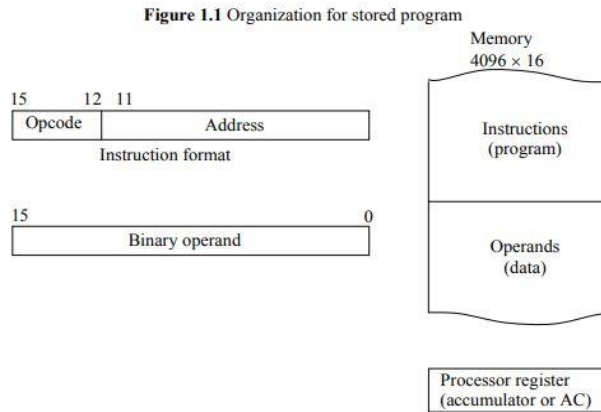 Figure 1.1 Organization for stored program
Memory
4096 × 16
15 12 11
Opcode Address
Instruction format
Instructions
(program)
15 0
Binary operand
Operands
(data)
Processor register
(accumulator or AC)